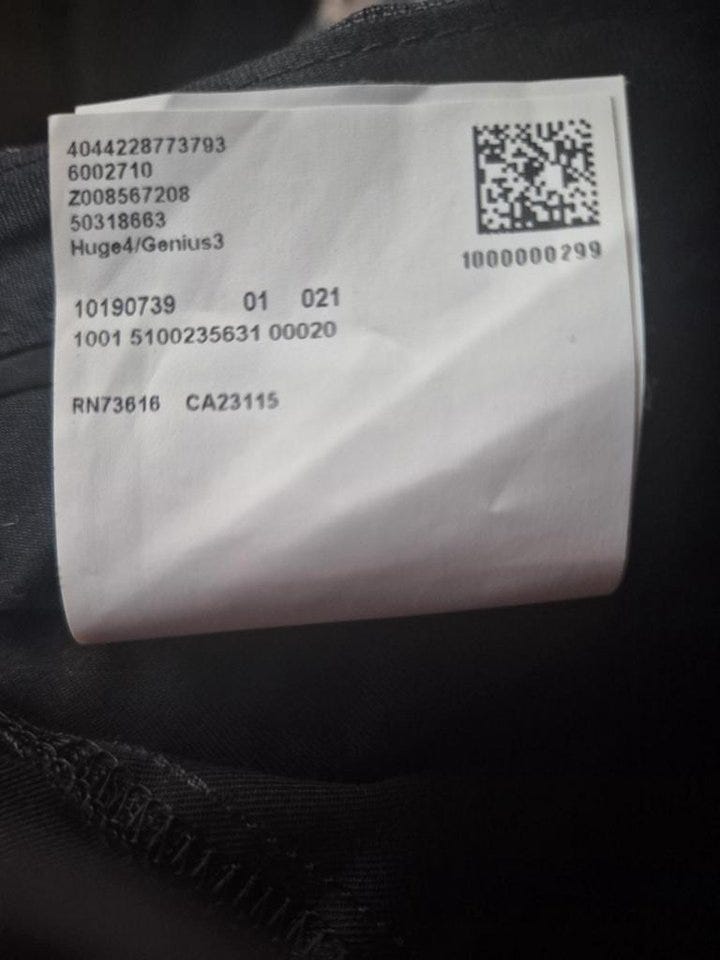 4044228773793
6002710
Z008567208
50318663
Huge4/Genius3
1000000299
10190739 01 021
1001 5100235631 00020
RN73616 CA23115